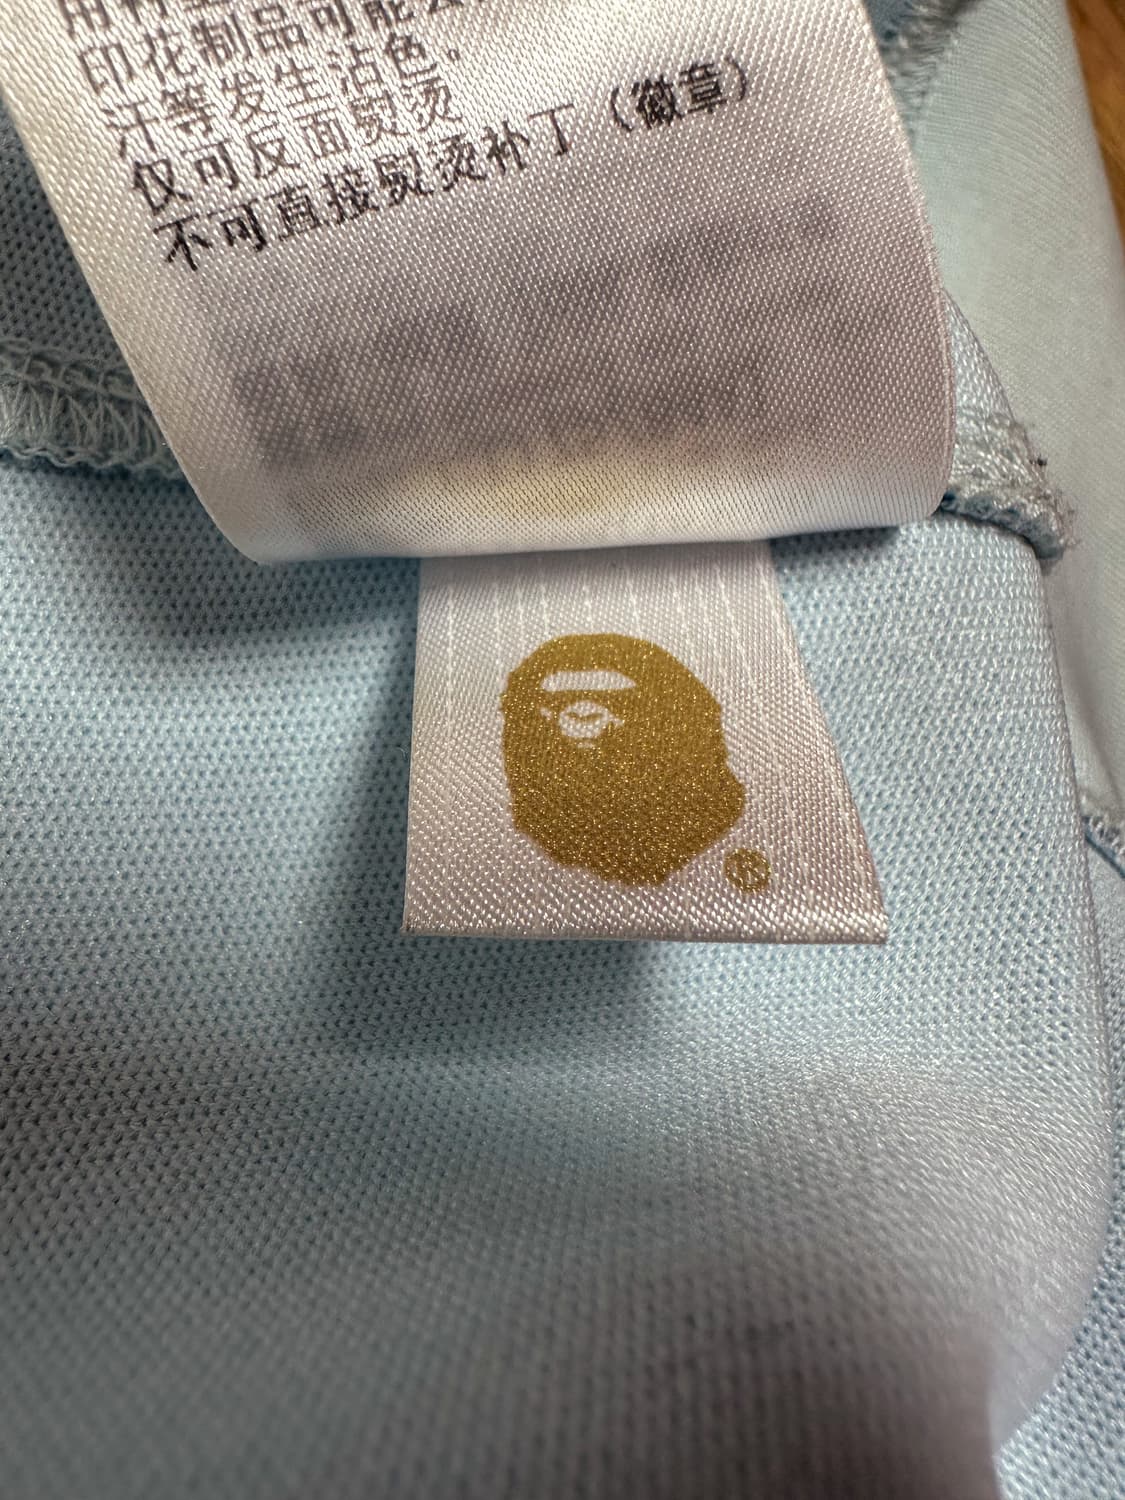 印花制品可能会
汗等发生沾色。
仅可反面熨烫
不可直接熨烫补丁（徽章）
®